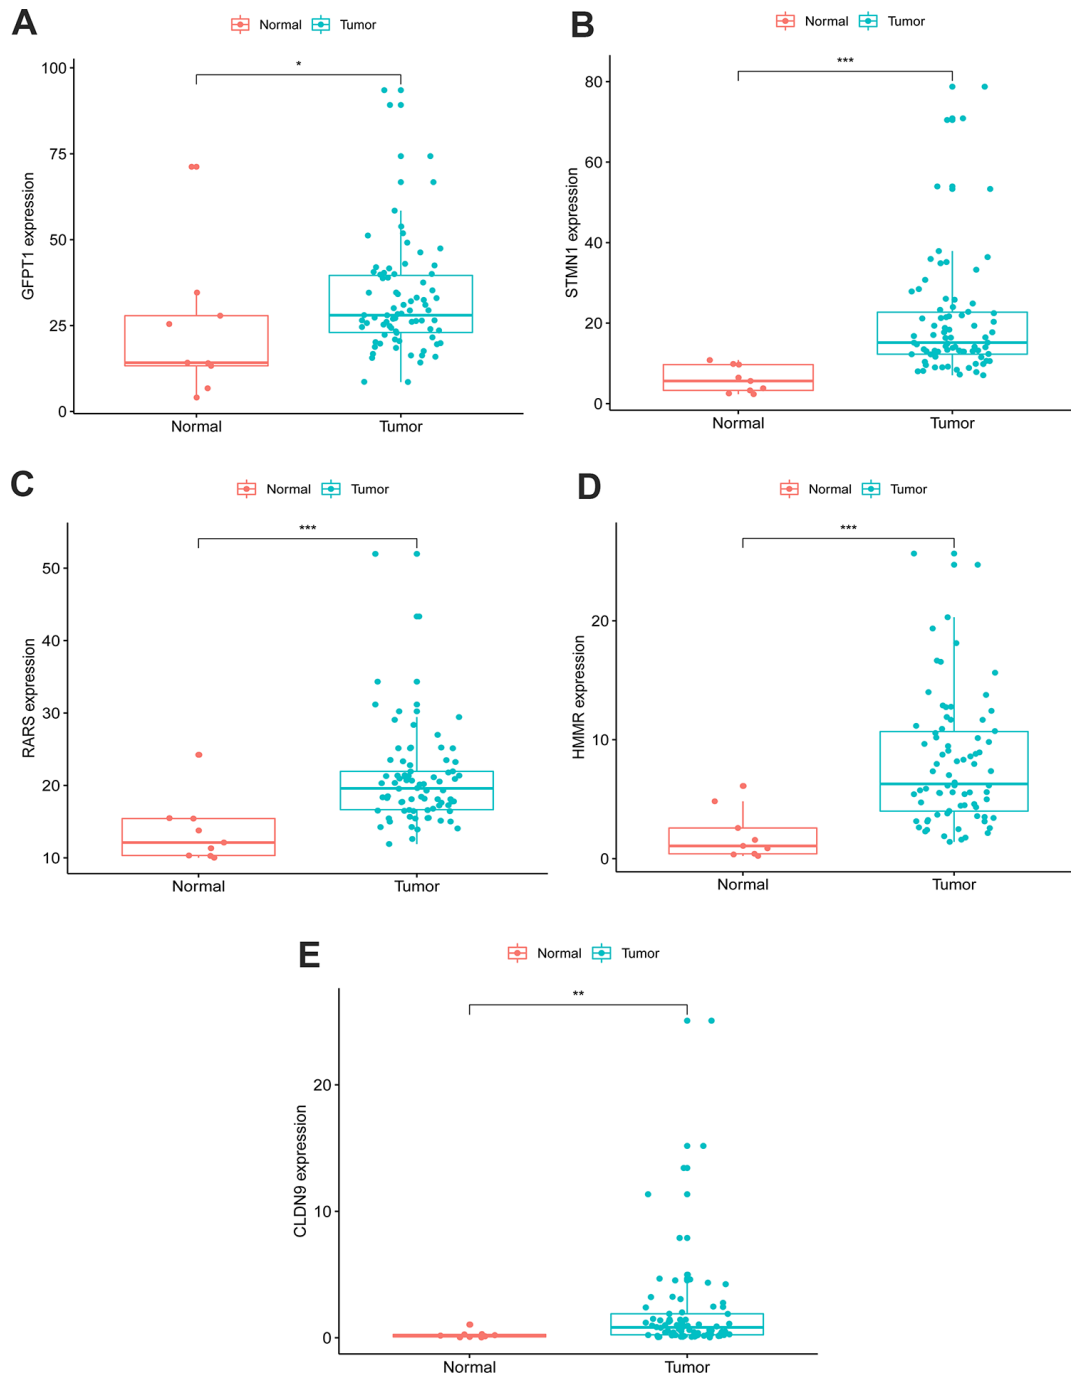 A
Normal Tumor
*
100
75
50
25
0
GFPT1 expression
Normal Tumor
B
Normal Tumor
***
80
60
40
20
0
STMN1 expression
Normal Tumor
C
Normal Tumor
***
50
40
30
20
10
RARS expression
Normal Tumor
D
Normal Tumor
***
20
10
0
HMMR expression
Normal Tumor
E
Normal Tumor
**
20
10
0
CLDN9 expression
Normal Tumor